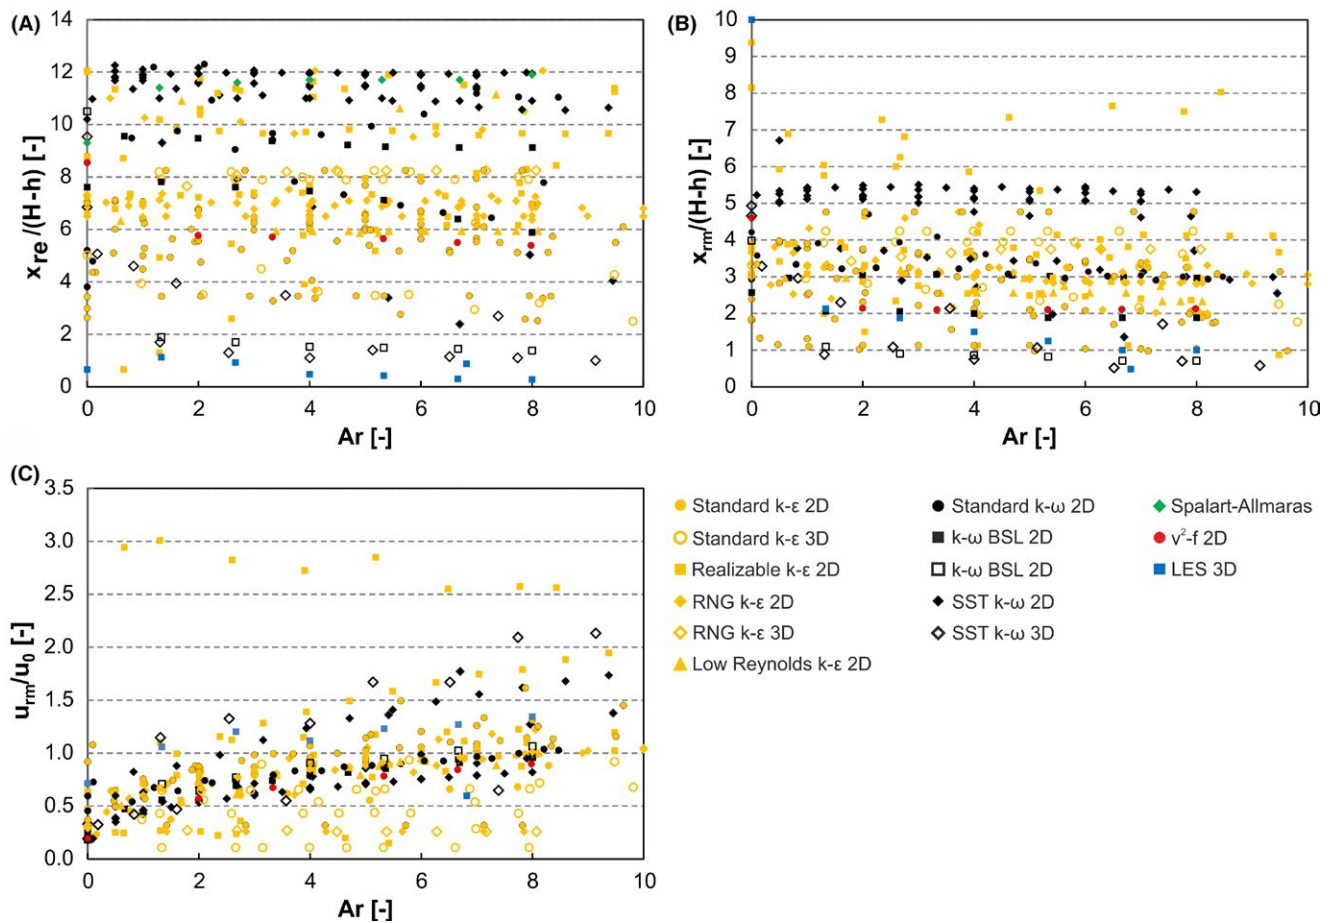 (A)
14
12
10
8
6
4
2
0
x_re/(H-h) [-]
0 2 4 6 8 10
Ar [-]
(B)
10
9
8
7
6
5
4
3
2
1
0
x_rm/(H-h) [-]
0 2 4 6 8 10
Ar [-]
(C)
3.5
3.0
2.5
2.0
1.5
1.0
0.5
0.0
u_rm/u_0 [-]
0 2 4 6 8 10
Ar [-]
Standard k-ε 2D
Standard k-ε 3D
Realizable k-ε 2D
RNG k-ε 2D
RNG k-ε 3D
Low Reynolds k-ε 2D
Standard k-ω 2D
k-ω BSL 2D
k-ω BSL 2D
SST k-ω 2D
SST k-ω 3D
Spalart-Allmaras
v²-f 2D
LES 3D